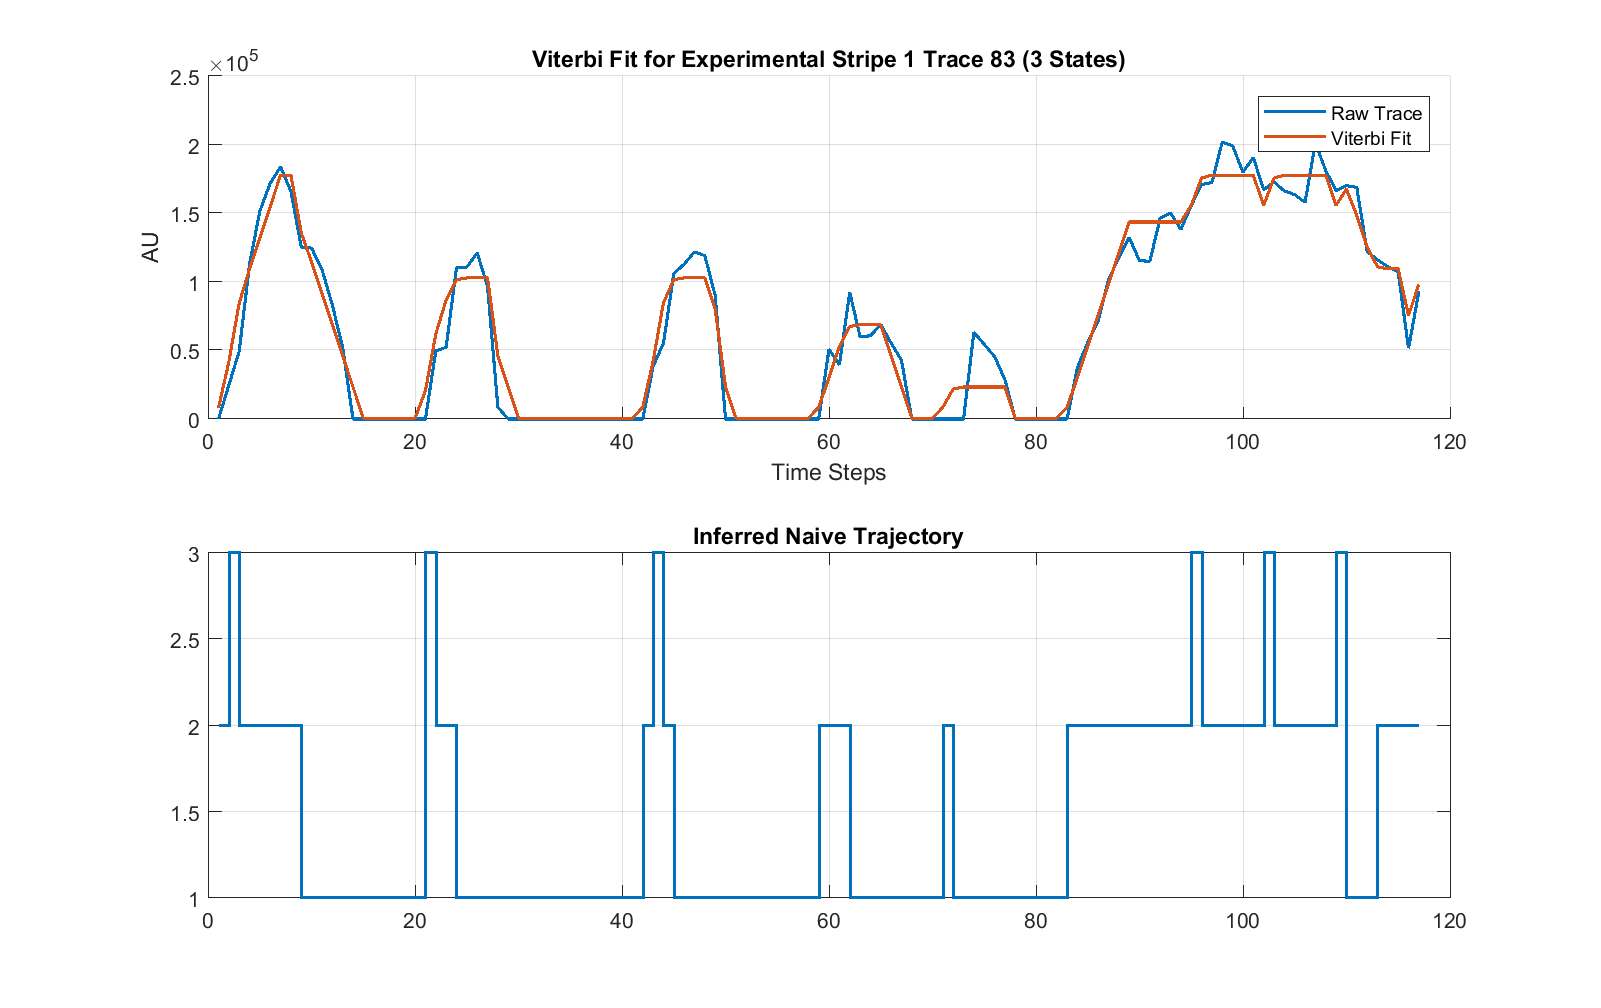 Viterbi Fit for Experimental Stripe 1 Trace 83 (3 States)
×10^5
2.5
2
1.5
1
0.5
0
AU
Raw Trace
Viterbi Fit
0 20 40 60 80 100 120
Time Steps
Inferred Naive Trajectory
3
2.5
2
1.5
1
0 20 40 60 80 100 120